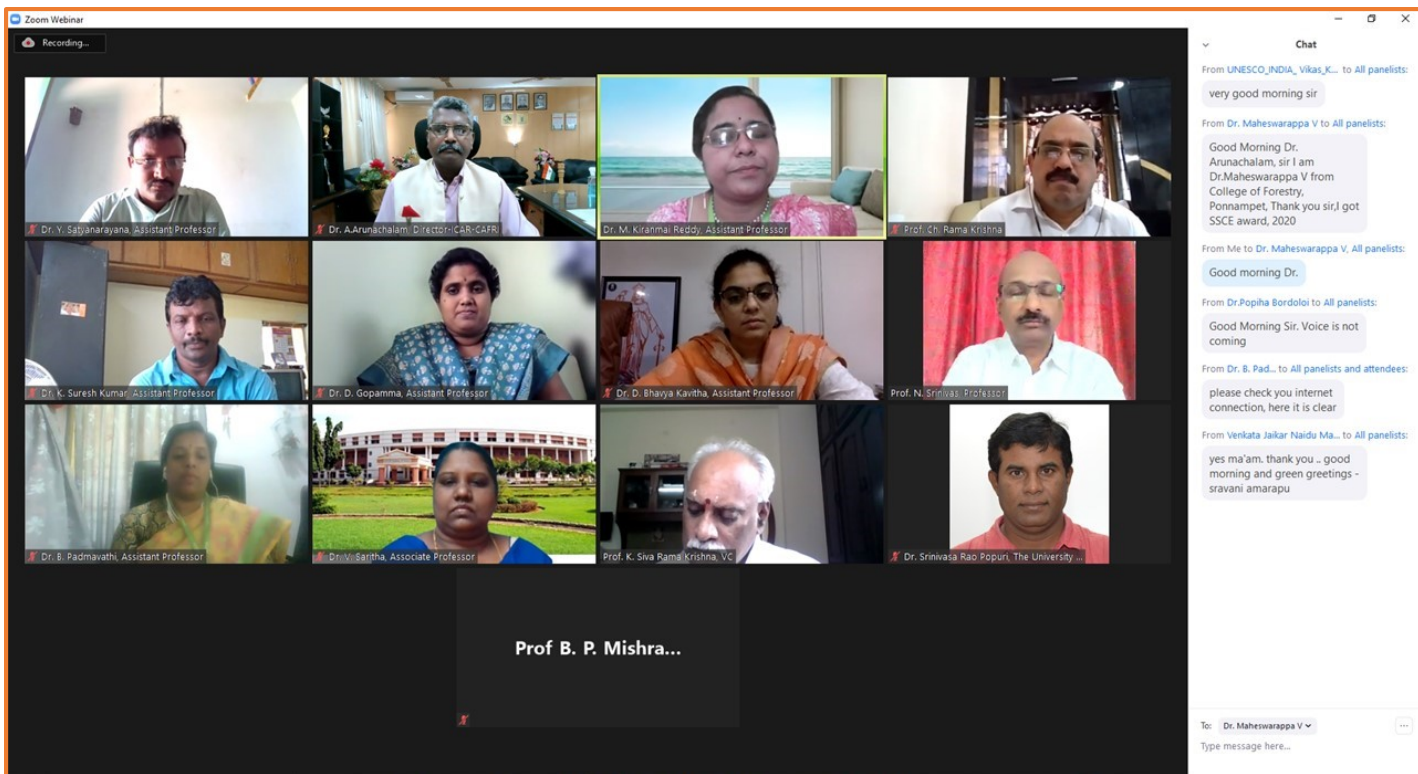 Zoom Webinar
Recording...
Dr. Y. Satyanarayana, Assistant Professor
Dr. A.Arunachalam, Director-ICAR-CAFRI
Dr. M. Kiranmai Reddy, Assistant Professor
Prof. Ch. Rama Krishna
Dr. K. Suresh Kumar, Assistant Professor
Dr. D. Gopamma, Assistant Professor
Dr. D. Bhavya Kavitha, Assistant Professor
Prof. N. Srinivas, Professor
Dr. B. Padmavathi, Assistant Professor
Dr. V. Saritha, Associate Professor
Prof. K. Siva Rama Krishna, VC
Dr. Srinivasa Rao Popuri, The University ...
Prof B. P. Mishra...
Chat
From UNESCO_INDIA_ Vikas_K... to All panelists:
very good morning sir
From Dr. Maheswarappa V to All panelists:
Good Morning Dr.
Arunachalam, sir I am
Dr.Maheswarappa V from
College of Forestry,
Ponnampet, Thank you sir,I got
SSCE award, 2020
From Me to Dr. Maheswarappa V, All panelists:
Good morning Dr.
From Dr.Popiha Bordoloi to All panelists:
Good Morning Sir. Voice is not
coming
From Dr. B. Pad... to All panelists and attendees:
please check you internet
connection, here it is clear
From Venkata Jaikar Naidu Ma... to All panelists:
yes ma'am. thank you .. good
morning and green greetings -
sravani amarapu
To: Dr. Maheswarappa V
Type message here...